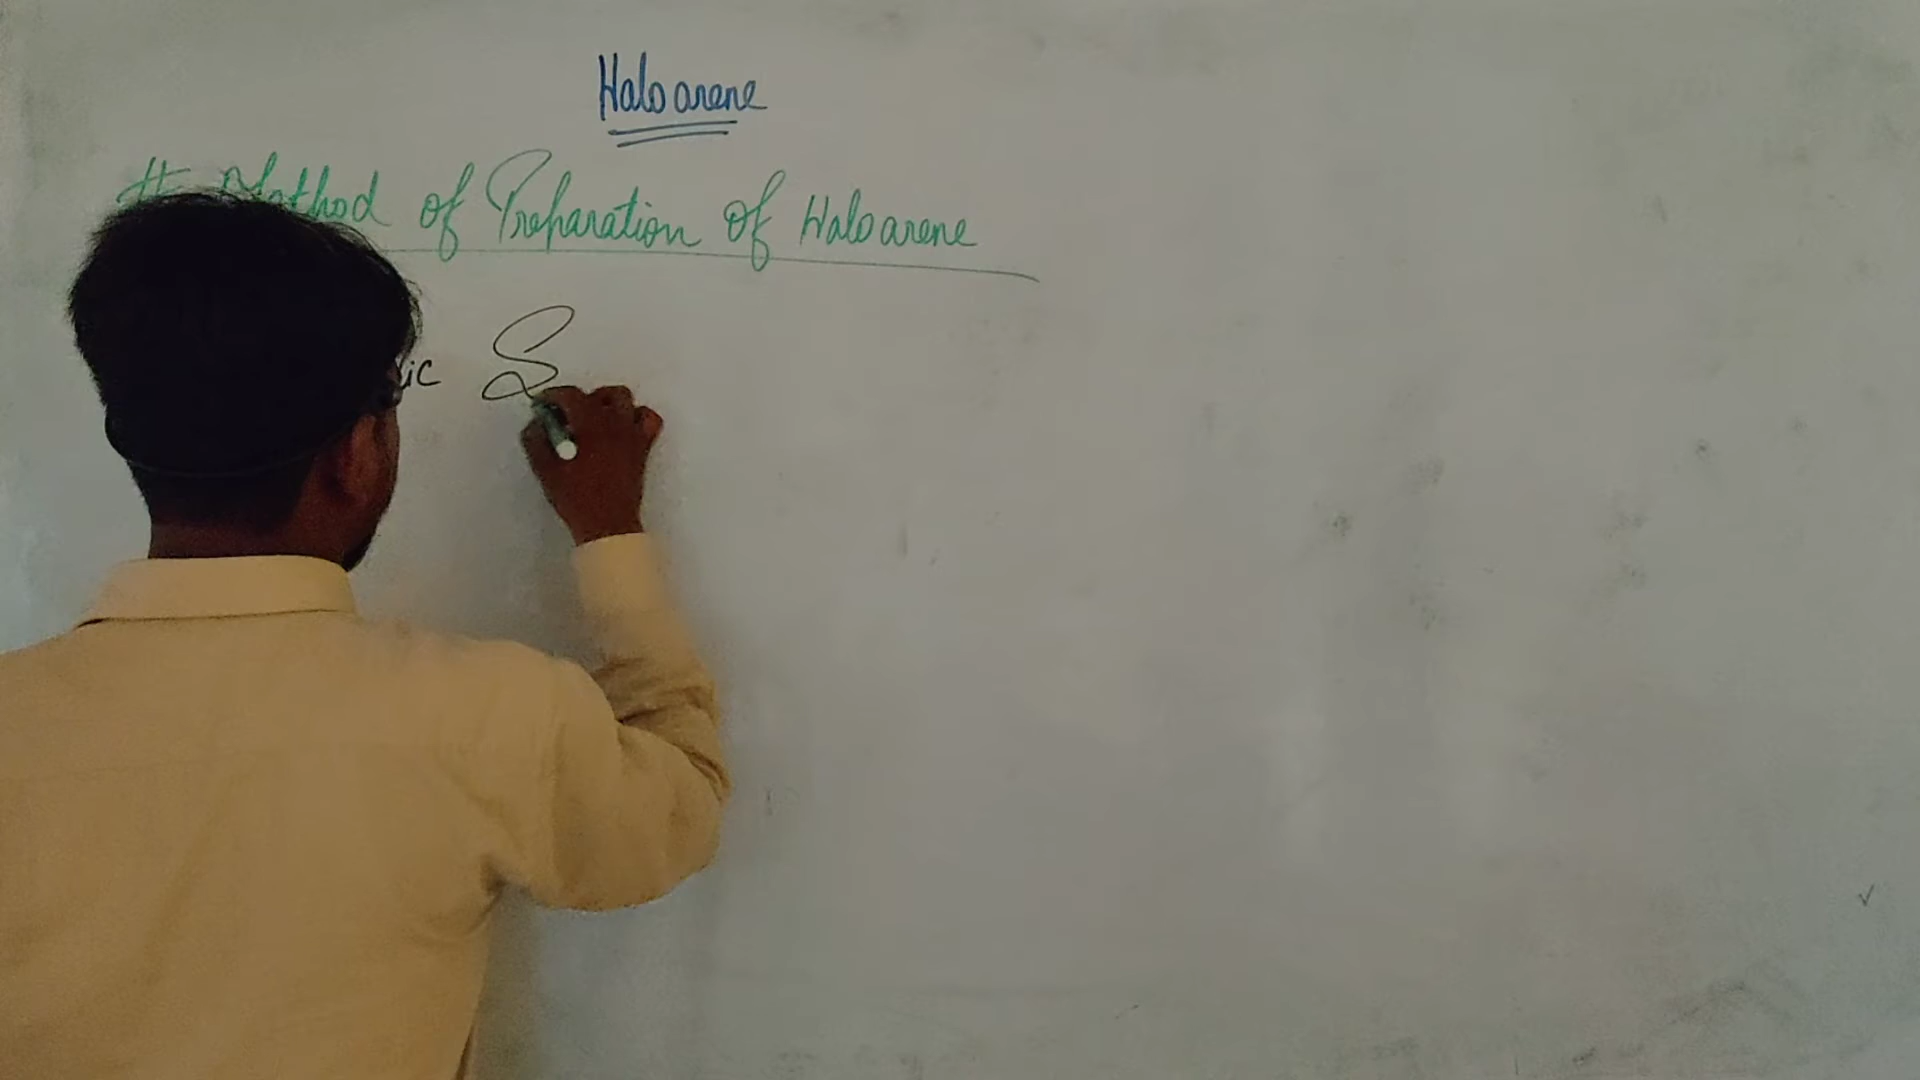 Haloarene
# Method of Preparation of Haloarene
ic S